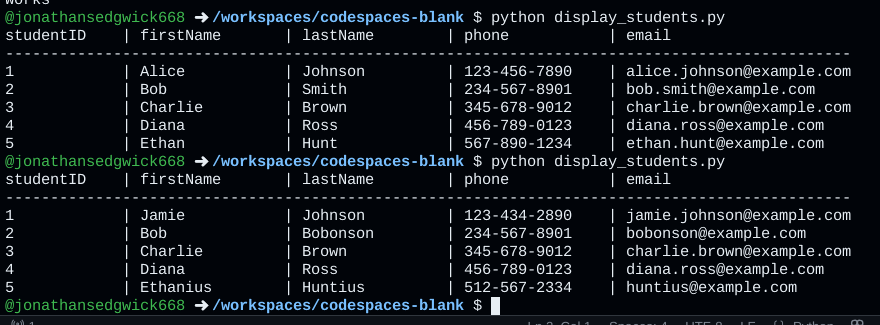 works
@jonathansedgwick668 ➜ /workspaces/codespaces-blank $ python display_students.py
studentID    | firstName       | lastName        | phone           | email
----------------------------------------------------------------------------------------------
1            | Alice           | Johnson         | 123-456-7890    | alice.johnson@example.com
2            | Bob             | Smith           | 234-567-8901    | bob.smith@example.com
3            | Charlie         | Brown           | 345-678-9012    | charlie.brown@example.com
4            | Diana           | Ross            | 456-789-0123    | diana.ross@example.com
5            | Ethan           | Hunt            | 567-890-1234    | ethan.hunt@example.com
@jonathansedgwick668 ➜ /workspaces/codespaces-blank $ python display_students.py
studentID    | firstName       | lastName        | phone           | email
----------------------------------------------------------------------------------------------
1            | Jamie           | Johnson         | 123-434-2890    | jamie.johnson@example.com
2            | Bob             | Bobonson        | 234-567-8901    | bobonson@example.com
3            | Charlie         | Brown           | 345-678-9012    | charlie.brown@example.com
4            | Diana           | Ross            | 456-789-0123    | diana.ross@example.com
5            | Ethanius        | Huntius         | 512-567-2334    | huntius@example.com
@jonathansedgwick668 ➜ /workspaces/codespaces-blank $